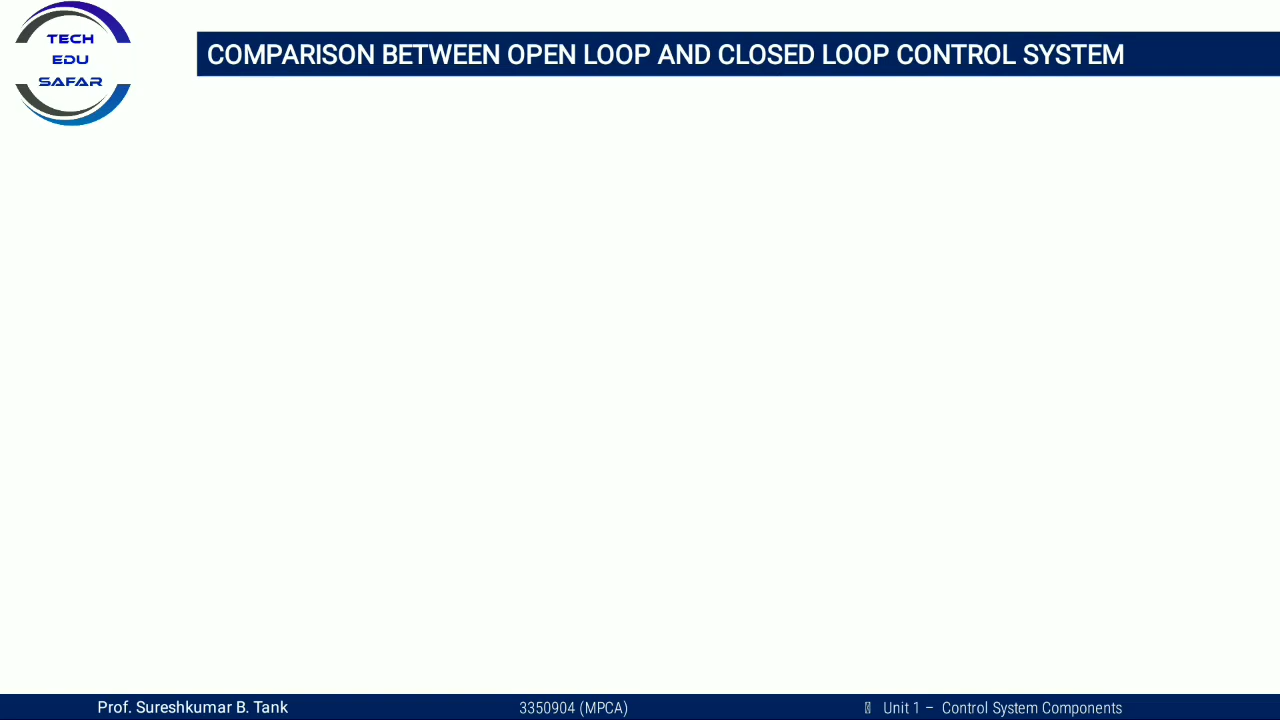 TECH
EDU
SAFAR
COMPARISON BETWEEN OPEN LOOP AND CLOSED LOOP CONTROL SYSTEM
Prof. Sureshkumar B. Tank
3350904 (MPCA)
Unit 1 – Control System Components